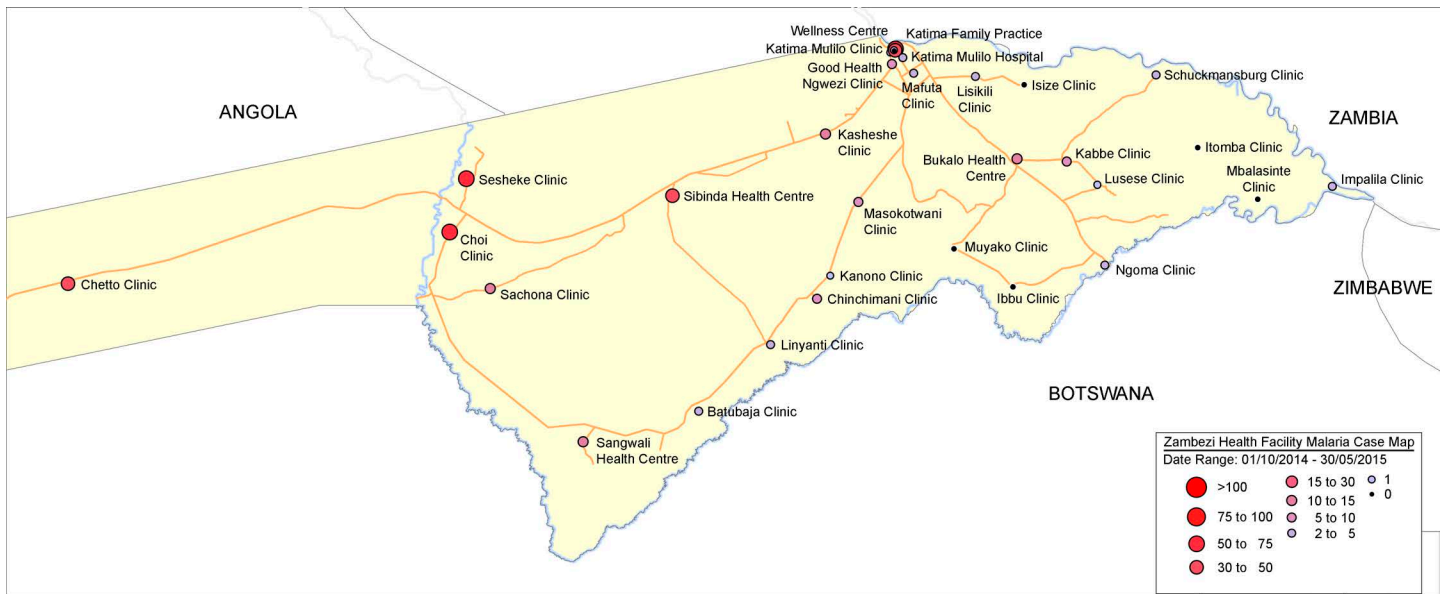 Wellness Centre
Katima Family Practice
Katima Mulilo Clinic
Katima Mulilo Hospital
Good Health
Ngwezi Clinic
Mafuta
Clinic
Lisikili
Clinic
Isize Clinic
Schuckmansburg Clinic
ANGOLA
ZAMBIA
Kasheshe
Clinic
Bukalo Health
Centre
Kabbe Clinic
Itomba Clinic
Lusese Clinic
Mbalasinte
Clinic
Impalila Clinic
Sesheke Clinic
Sibinda Health Centre
Masokotwani
Clinic
Choi
Clinic
Muyako Clinic
Ngoma Clinic
Chetto Clinic
Sachona Clinic
Kanono Clinic
Chinchimani Clinic
Ibbu Clinic
ZIMBABWE
Linyanti Clinic
BOTSWANA
Batubaja Clinic
Sangwali
Health Centre
Zambezi Health Facility Malaria Case Map
Date Range: 01/10/2014 - 30/05/2015
>100
75 to 100
50 to 75
30 to 50
15 to 30
10 to 15
5 to 10
2 to 5
1
0